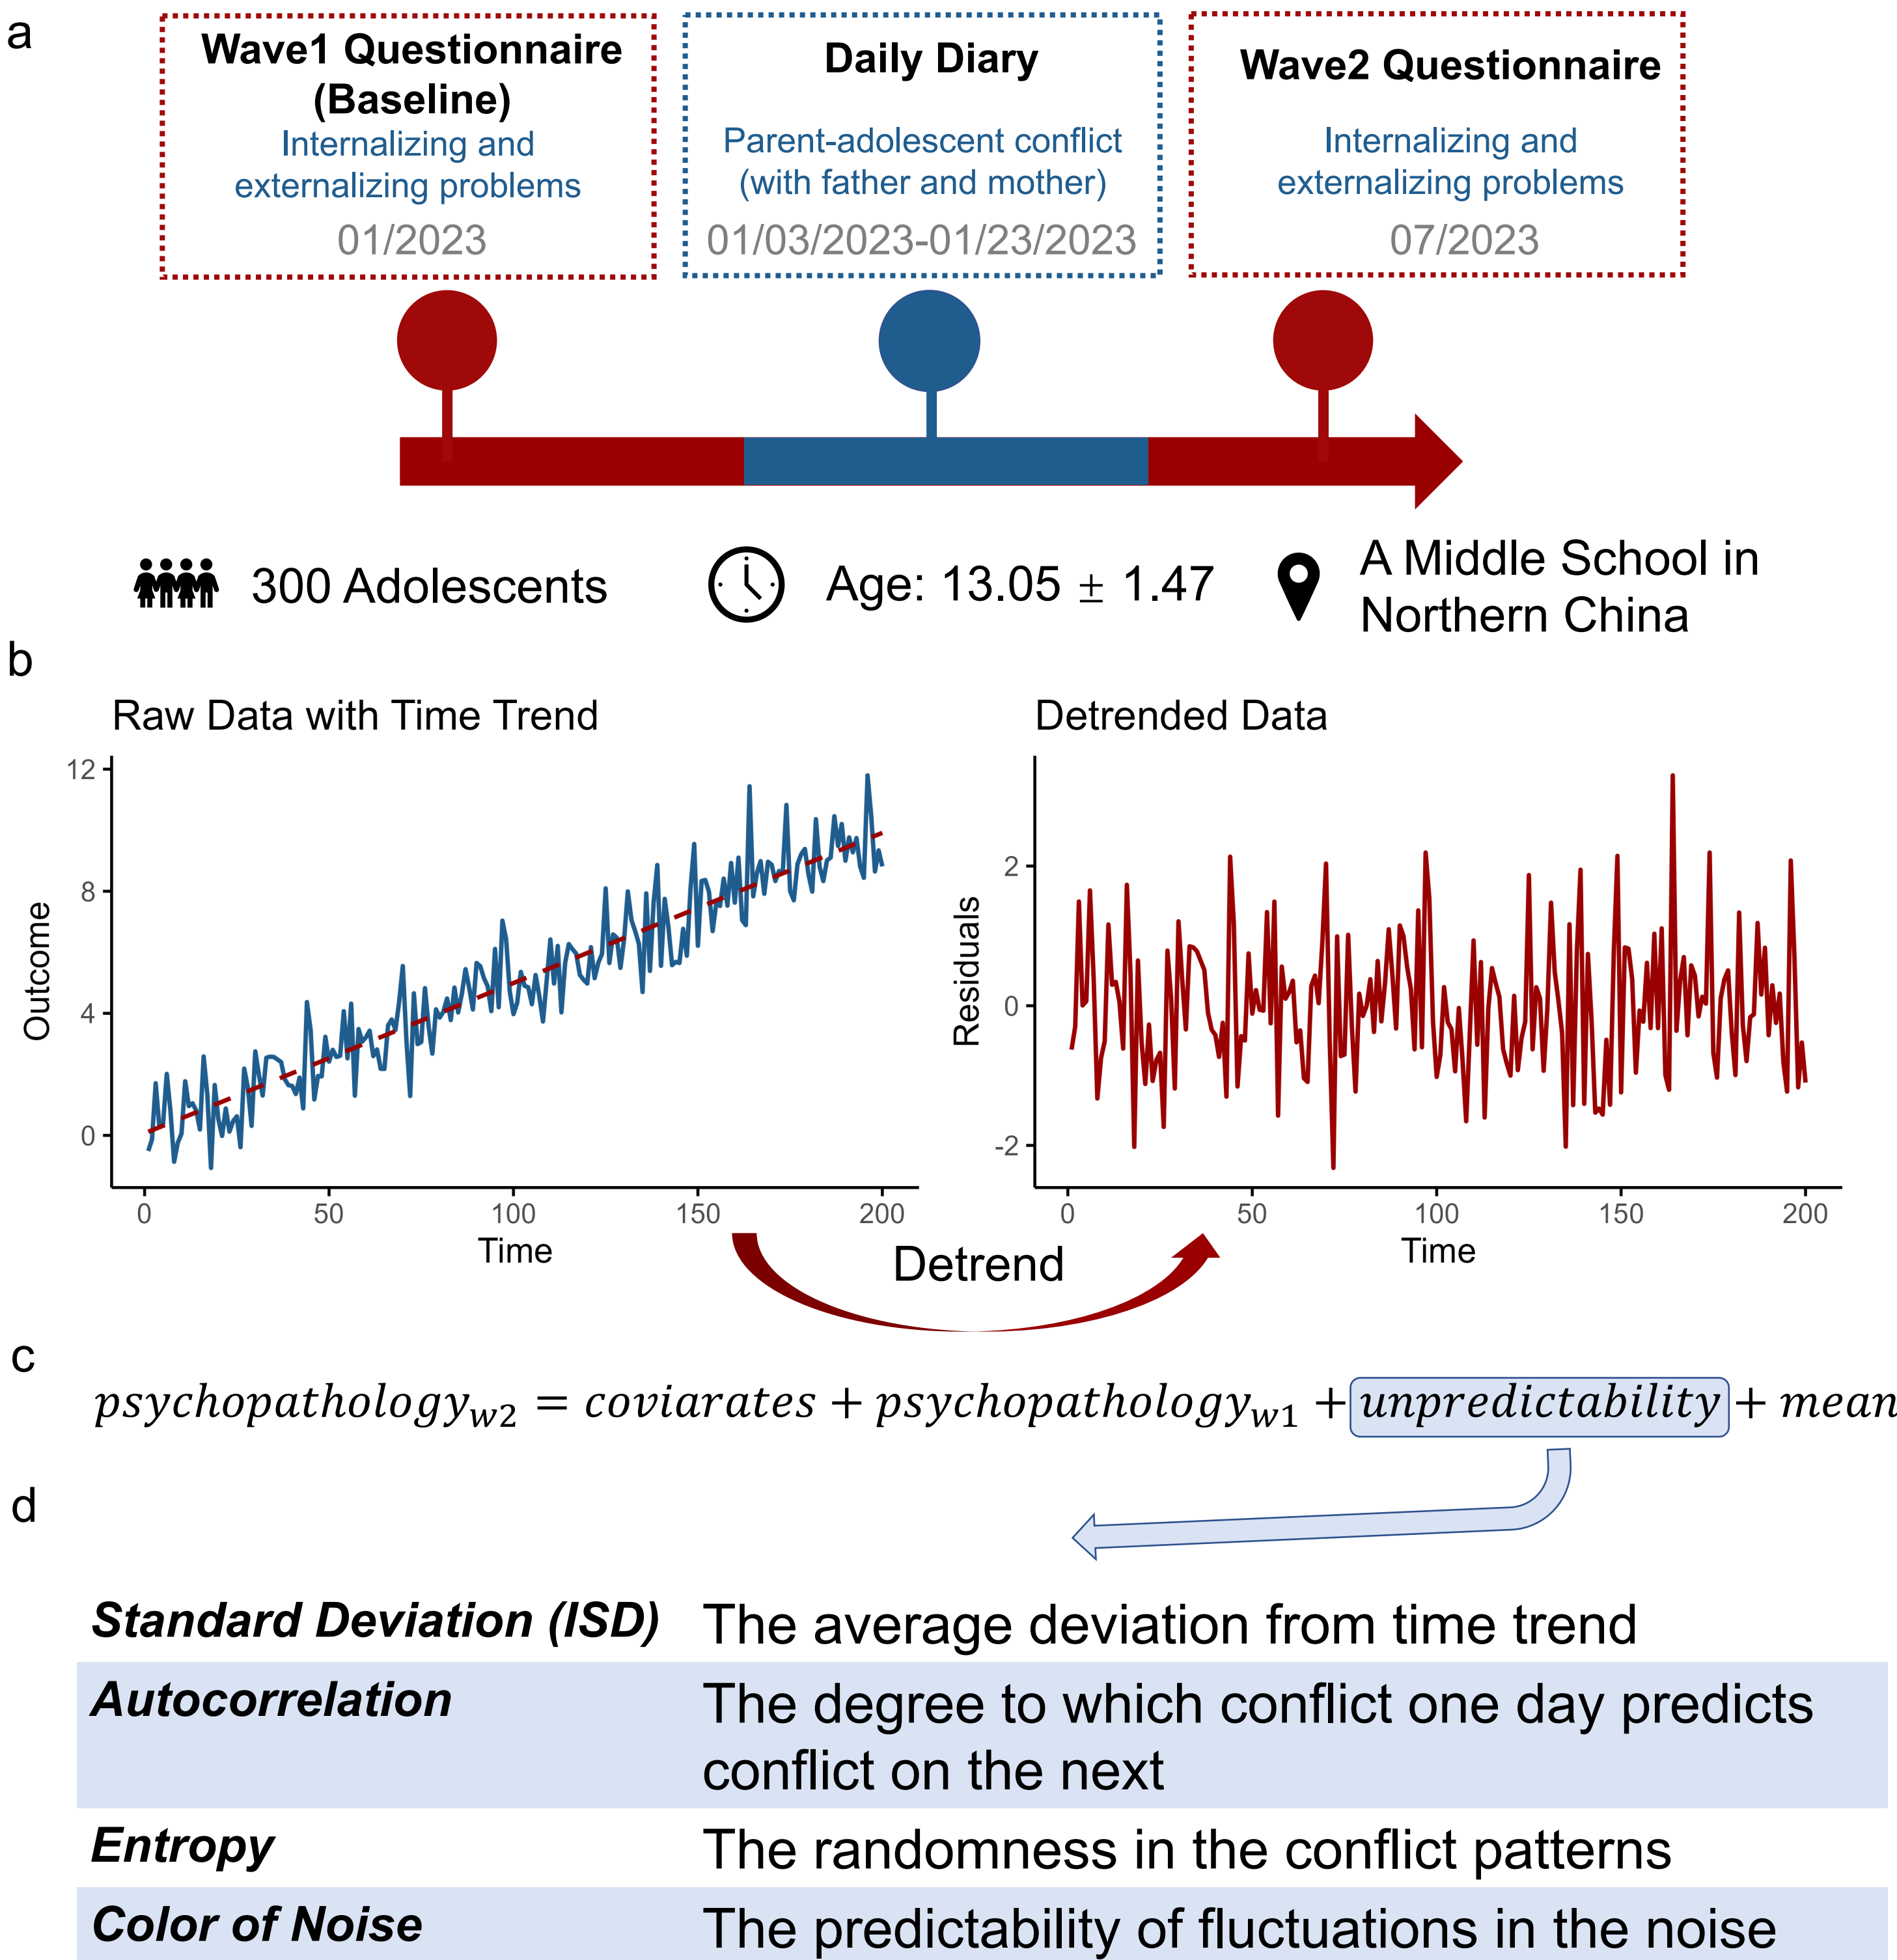 a
Wave1 Questionnaire
(Baseline)
Internalizing and
externalizing problems
01/2023
Daily Diary
Parent-adolescent conflict
(with father and mother)
01/03/2023-01/23/2023
Wave2 Questionnaire
Internalizing and
externalizing problems
07/2023
300 Adolescents
Age: 13.05 ± 1.47
A Middle School in
Northern China
b
Raw Data with Time Trend
12
8
4
0
Outcome
0 50 100 150 200
Time
Detrended Data
2
0
-2
Residuals
0 50 100 150 200
Time
Detrend
c
psychopathology_w2 = coviarates + psychopathology_w1 + unpredictability + mean
d
Standard Deviation (ISD) The average deviation from time trend
Autocorrelation The degree to which conflict one day predicts
conflict on the next
Entropy The randomness in the conflict patterns
Color of Noise The predictability of fluctuations in the noise